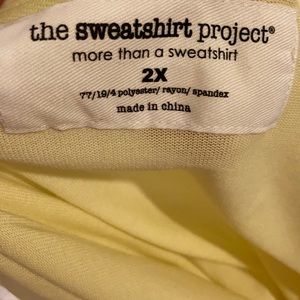 the sweatshirt project®
more than a sweatshirt
2X
77/19/4 polyester/ rayon/ spandex
made in china